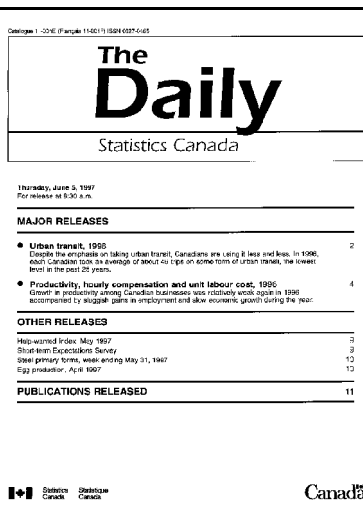 Catalogue 11-001E (Français 11-001F) ISSN 0827-0465
The
Daily
Statistics Canada
Thursday, June 5, 1997
For release at 8:30 a.m.
MAJOR RELEASES
● Urban transit, 1996 2
Despite the emphasis on taking urban transit, Canadians are using it less and less. In 1996,
each Canadian took an average of about 48 trips on some form of urban transit, the lowest
level in the past 25 years.
● Productivity, hourly compensation and unit labour cost, 1996 4
Growth in productivity among Canadian businesses was relatively weak again in 1996
accompanied by sluggish gains in employment and slow economic growth during the year.
OTHER RELEASES
Help-wanted Index, May 1997 9
Short-term Expectations Survey 9
Steel primary forms, week ending May 31, 1997 10
Egg production, April 1997 10
PUBLICATIONS RELEASED 11
Statistics Statistique
Canada Canada
Canada